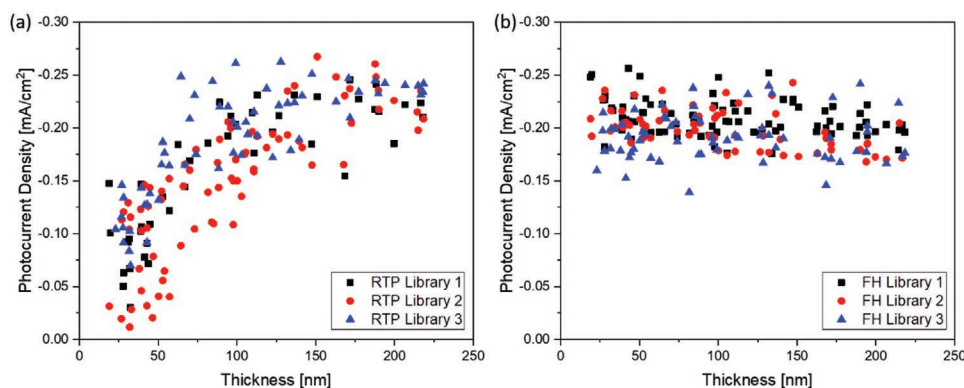 (a)
-0.30
-0.25
-0.20
-0.15
-0.10
-0.05
0.00
Photocurrent Density [mA/cm²]
0 50 100 150 200 250
Thickness [nm]
RTP Library 1
RTP Library 2
RTP Library 3
(b)
-0.30
-0.25
-0.20
-0.15
-0.10
-0.05
0.00
Photocurrent Density [mA/cm²]
0 50 100 150 200 250
Thickness [nm]
FH Library 1
FH Library 2
FH Library 3